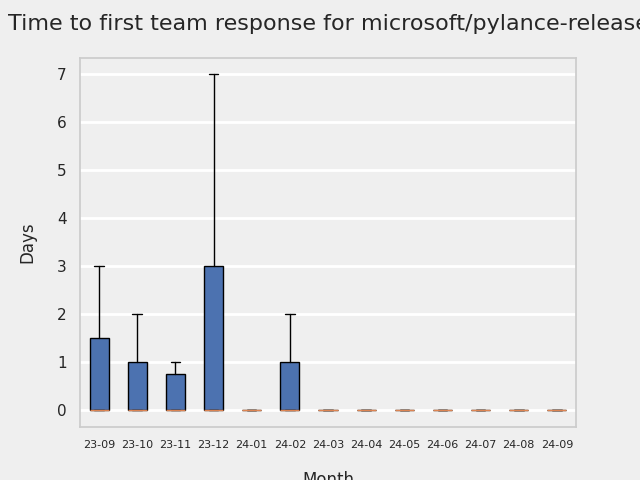 Time to first team response for microsoft/pylance-release
7
6
5
4
3
2
1
0
Days
23-09 23-10 23-11 23-12 24-01 24-02 24-03 24-04 24-05 24-06 24-07 24-08 24-09
Month